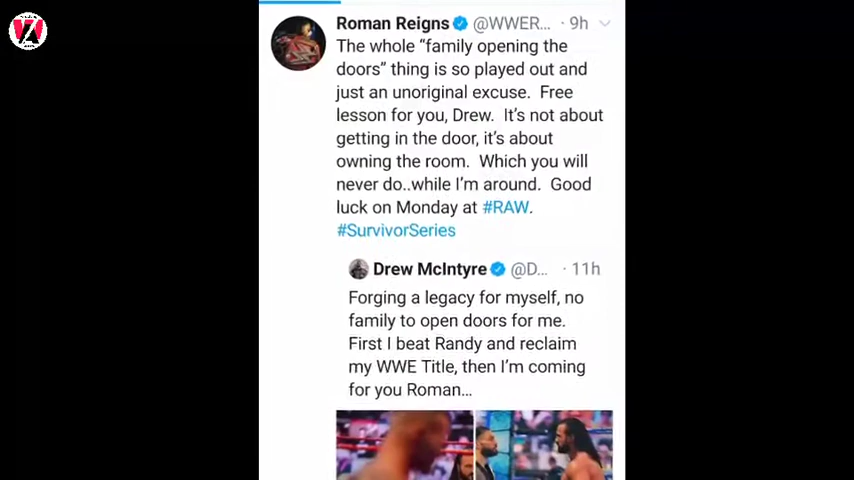 Roman Reigns @WWER... · 9h
The whole “family opening the
doors” thing is so played out and
just an unoriginal excuse. Free
lesson for you, Drew. It’s not about
getting in the door, it’s about
owning the room. Which you will
never do..while I’m around. Good
luck on Monday at #RAW.
#SurvivorSeries
Drew McIntyre @D... · 11h
Forging a legacy for myself, no
family to open doors for me.
First I beat Randy and reclaim
my WWE Title, then I’m coming
for you Roman...